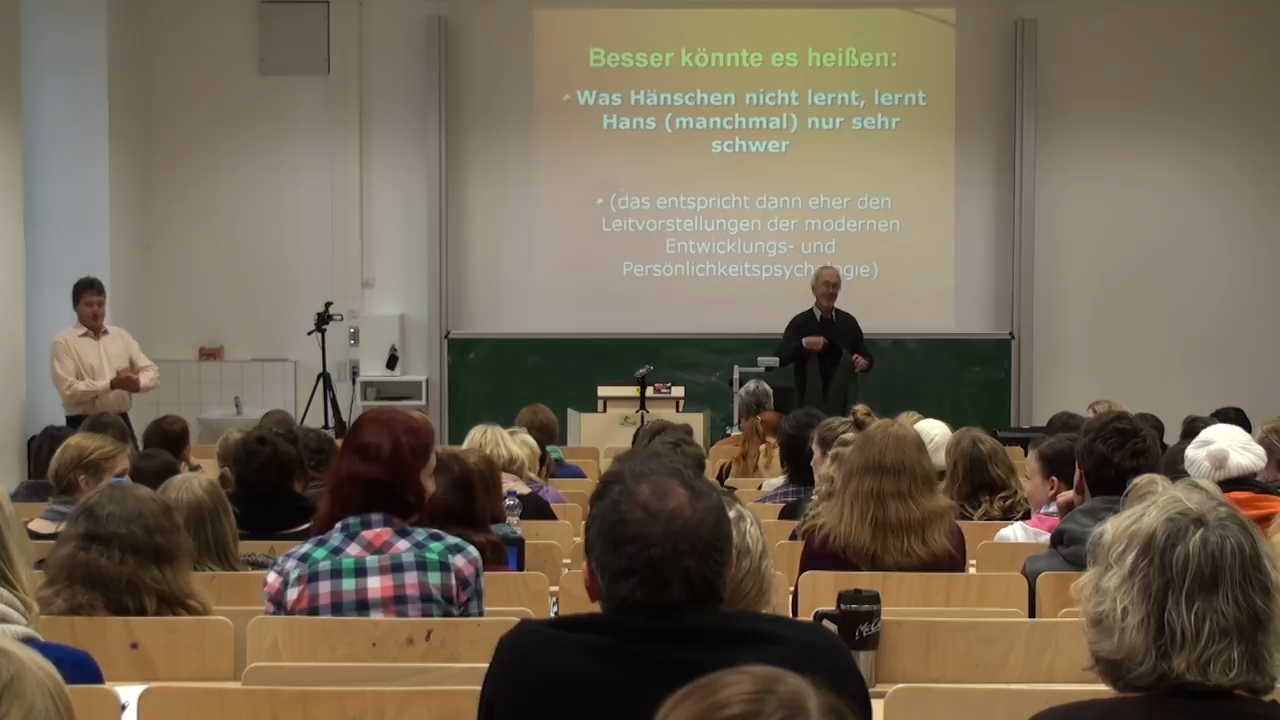 Besser könnte es heißen:
Was Hänschen nicht lernt, lernt
Hans (manchmal) nur sehr
schwer
(das entspricht dann eher den
Leitvorstellungen der modernen
Entwicklungs- und
Persönlichkeitspsychologie)